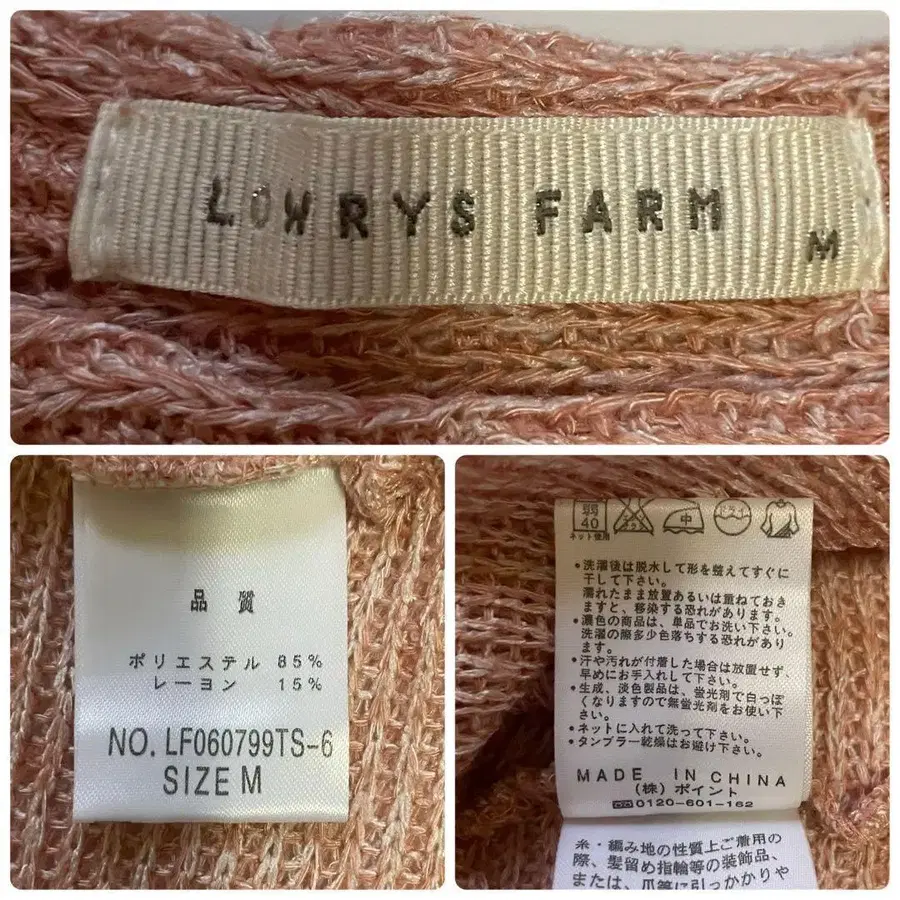 LOWRYS FARM
M
品質
ポリエステル 85%
レーヨン 15%
NO. LF060799TS-6
SIZE M
弱
40
ネット使用
中
ドライ
•洗濯後は脱水して形を整えてすぐに
干して下さい。
濡れたまま放置あるいは重ねておき
ますと、移染する恐れがあります。
•濃色の商品は、単品でお洗い下さい。
洗濯の際多少色落ちする恐れがあり
ます。
•汗や汚れが付着した場合は放置せず、
早めにお手入れして下さい。
•生成、淡色製品は、蛍光剤で白っぽ
くなりますので無蛍光剤をお使い下
さい。
•ネットに入れて洗って下さい。
•タンブラー乾燥はお避け下さい。
MADE IN CHINA
(株)ポイント
0120-601-162
糸・編み地の性質上ご着用の
際、髪留め指輪等の装飾品、
または、爪等に引っかかりや